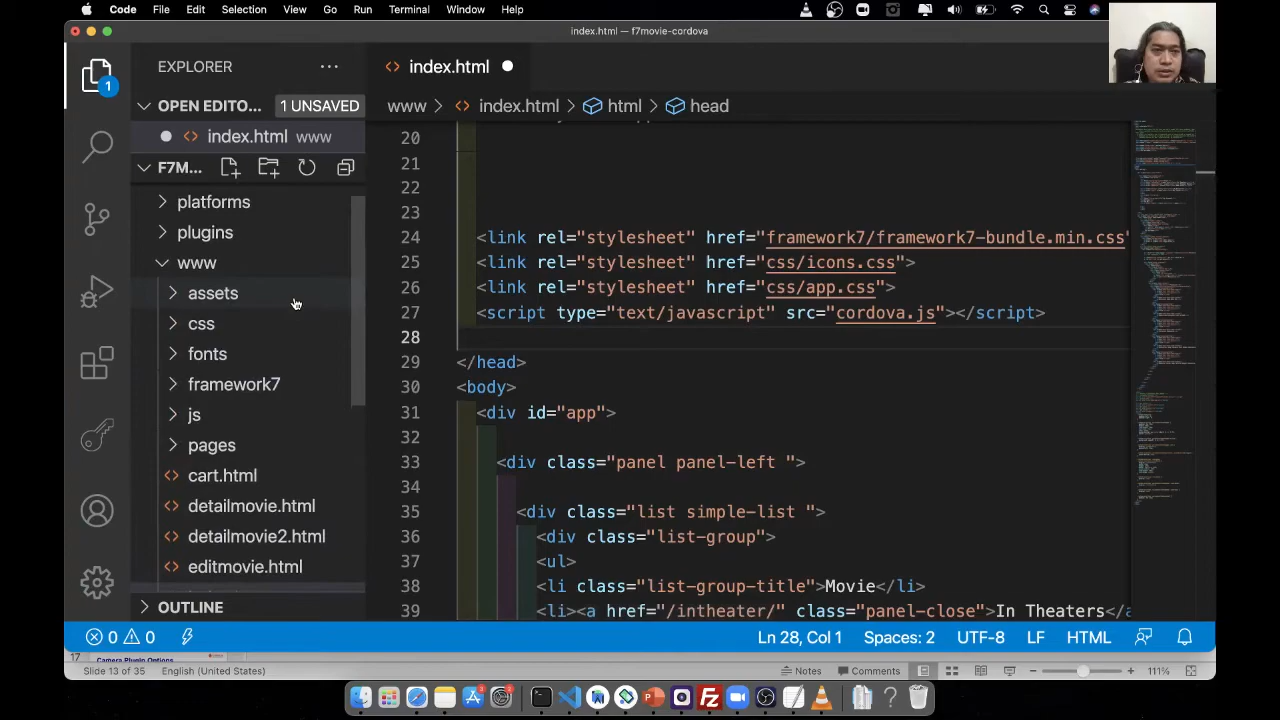 Code File Edit Selection View Go Run Terminal Window Help
index.html — f7movie-cordova
EXPLORER
OPEN EDITO... 1 UNSAVED
index.html www
F7M...
platforms
plugins
www
assets
css
fonts
framework7
js
pages
cart.html
detailmovie.html
detailmovie2.html
editmovie.html
OUTLINE
1
index.html
www > index.html > html > head
20
21
22
23
24 <link rel="stylesheet" href="framework7/framework7-bundle.min.css"
25 <link rel="stylesheet" href="css/icons.css">
26 <link rel="stylesheet" href="css/app.css">
27 <script type="text/javascript" src="cordova.js"></script>
28
29 </head>
30 <body>
31 <div id="app">
32
33 <div class="panel panel-left ">
34
35 <div class="list simple-list ">
36 <div class="list-group">
37 <ul>
38 <li class="list-group-title">Movie</li>
39 <li><a href="/intheater/" class="panel-close">In Theaters</a
0 0 Ln 28, Col 1 Spaces: 2 UTF-8 LF HTML
17 Camera Plugin Options
Slide 13 of 35 English (United States) Notes Comments 111%